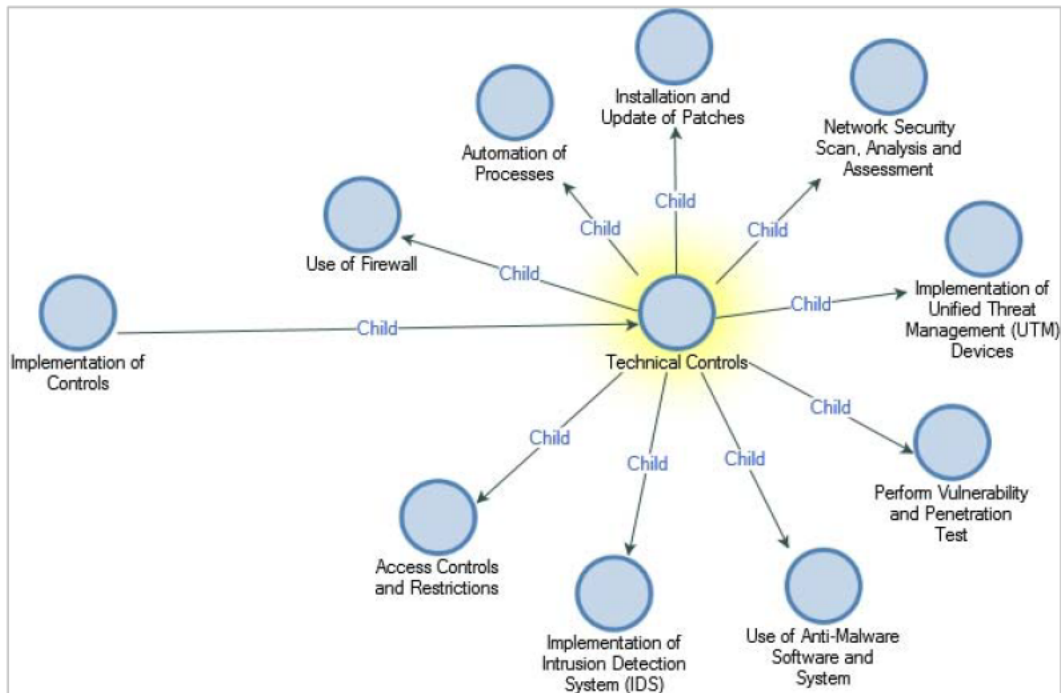 Installation and
Update of Patches
Network Security
Scan, Analysis and
Assessment
Automation of
Processes
Child
Child
Child
Use of Firewall
Child
Implementation of
Unified Threat
Management (UTM)
Devices
Child
Implementation of
Controls
Child
Technical Controls
Child
Child
Child
Child
Perform Vulnerability
and Penetration
Test
Access Controls
and Restrictions
Implementation of
Intrusion Detection
System (IDS)
Use of Anti-Malware
Software and
System